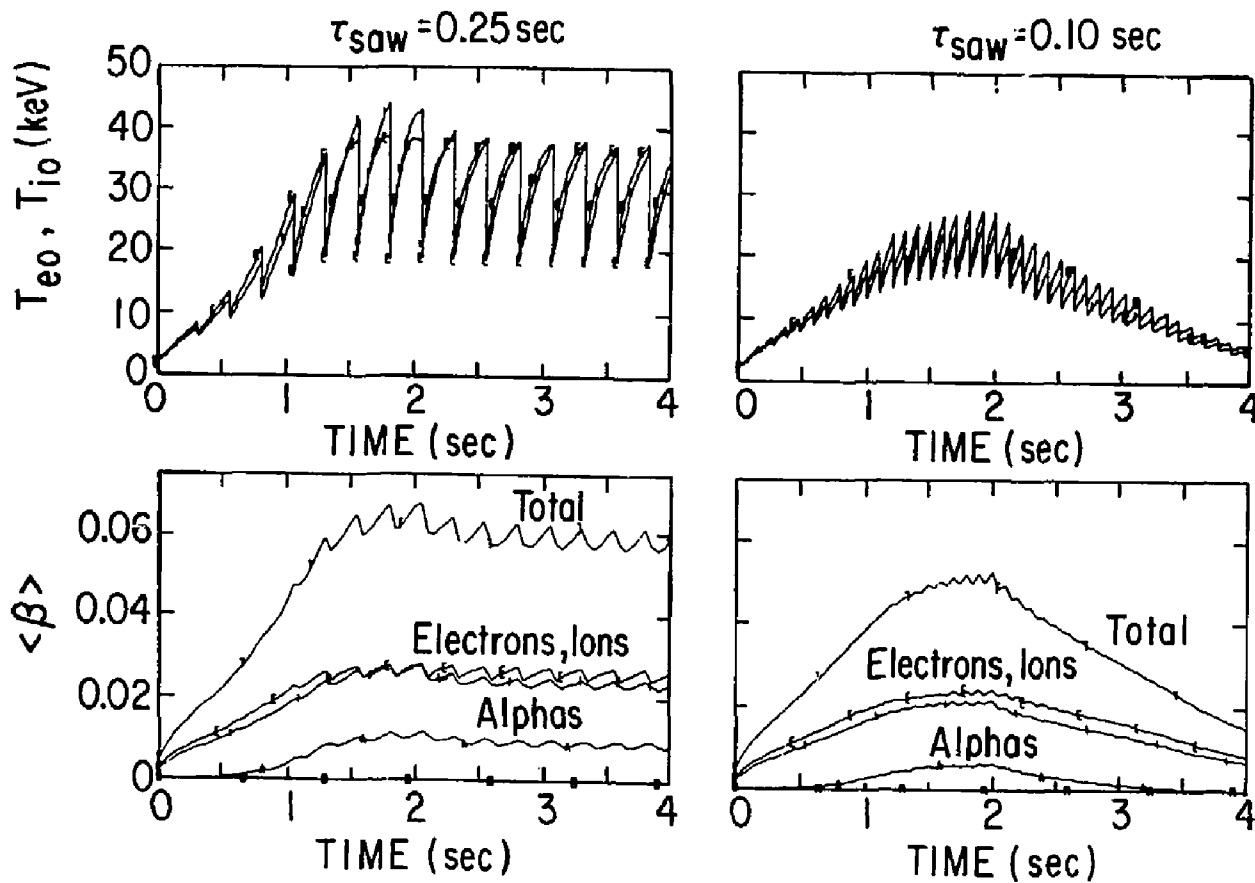 τsaw = 0.25 sec
τsaw = 0.10 sec
Teo, Tio (keV)
50
40
30
20
10
0
0 1 2 3 4
TIME (sec)
0 1 2 3 4
TIME (sec)
<β>
0.06
0.04
0.02
0
Total
Electrons, Ions
Alphas
0 1 2 3 4
TIME (sec)
Total
Electrons, Ions
Alphas
0 1 2 3 4
TIME (sec)